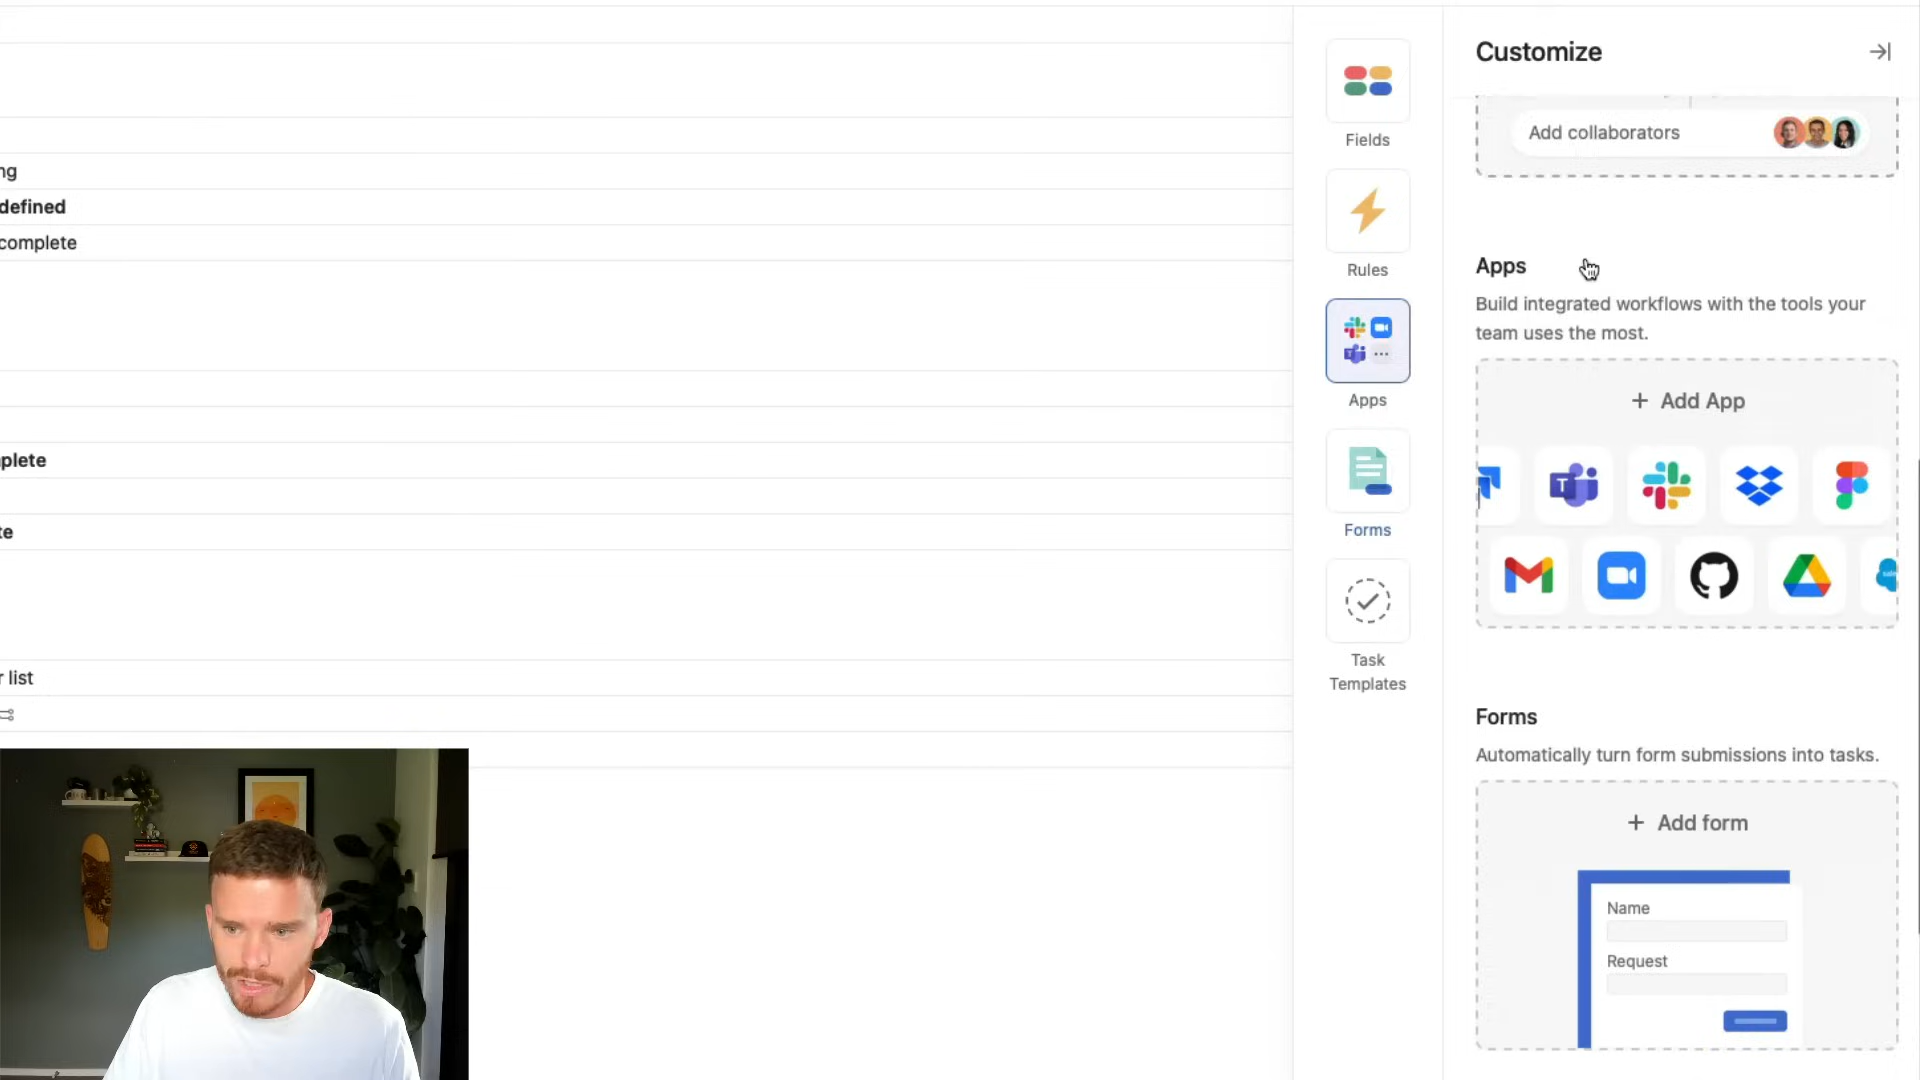 Customize
Fields
Add collaborators
ng
defined
Rules
complete
Apps
Build integrated workflows with the tools your
team uses the most.
Apps
+ Add App
plete
Forms
te
Task
Templates
r list
Forms
Automatically turn form submissions into tasks.
+ Add form
Name
Request